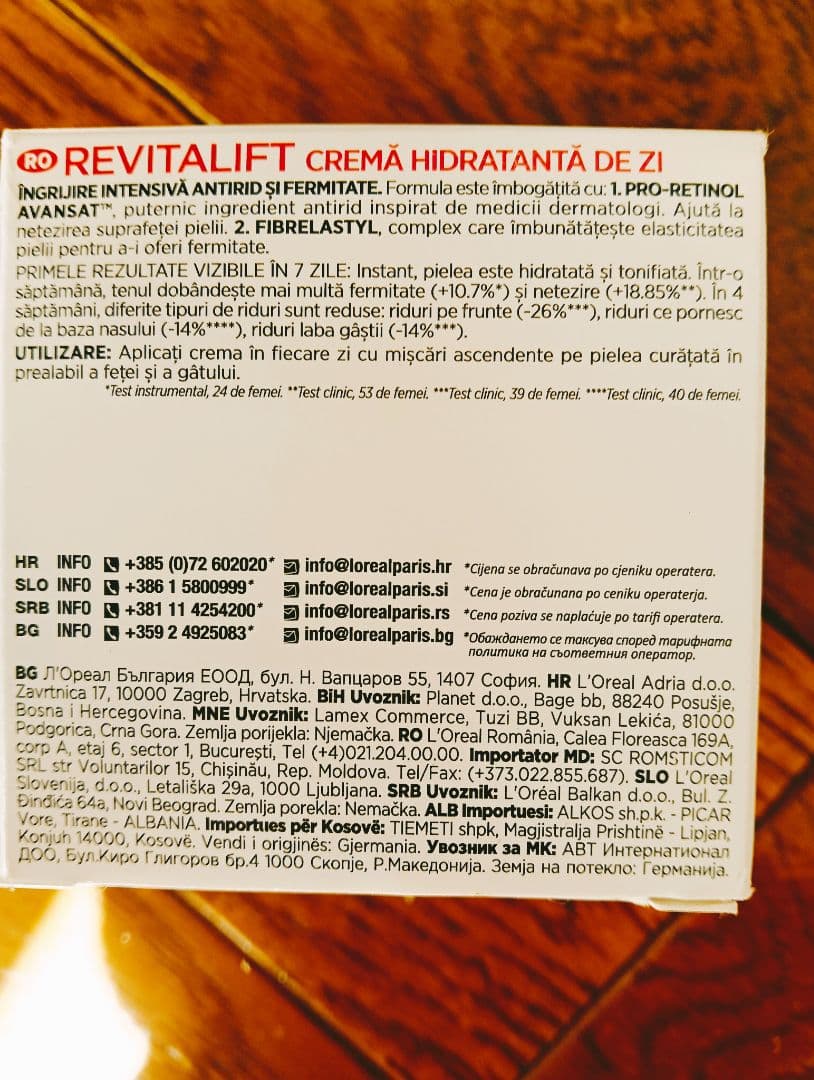 RO REVITALIFT CREMĂ HiDRATANTĂ DE ZI
ÎNGRIJIRE INTENSIVĂ ANTIRID ȘI FERMITATE. Formula este îmbogățită cu: 1. PRO-RETINOL
AVANSAT™, puternic ingredient antirid inspirat de medicii dermatologi. Ajută la
netezirea suprafeței pielii. 2. FIBRELASTYL, complex care îmbunătățește elasticitatea
pielii pentru a-i oferi fermitate.
PRIMELE REZULTATE VIZIBILE ÎN 7 ZILE: Instant, pielea este hidratată și tonifiată. Într-o
săptămână, tenul dobândește mai multă fermitate (+10.7%*) și netezire (+18.85%**). În 4
săptămâni, diferite tipuri de riduri sunt reduse: riduri pe frunte (-26%***), riduri ce pornesc
de la baza nasului (-14%****), riduri laba gâștii (-14%***).
UTILIZARE: Aplicați crema în fiecare zi cu mișcări ascendente pe pielea curățată în
prealabil a feței și a gâtului.
*Test instrumental, 24 de femei. **Test clinic, 53 de femei. ***Test clinic, 39 de femei. ****Test clinic, 40 de femei.
HR INFO +385 (0)72 602020* info@lorealparis.hr *Cijena se obračunava po cjeniku operatera.
SLO INFO +386 1 5800999* info@lorealparis.si *Cena je obračunana po ceniku operaterja.
SRB INFO +381 11 4254200* info@lorealparis.rs *Cena poziva se naplaćuje po tarifi operatera.
BG INFO +359 2 4925083* info@lorealparis.bg *Обаждането се таксува според тарифната
политика на съответния оператор.
BG Л'Ореал България ЕООД, бул. Н. Вапцаров 55, 1407 София. HR L'Oreal Adria d.o.o.
Zavrtnica 17, 10000 Zagreb, Hrvatska. BiH Uvoznik: Planet d.o.o., Bage bb, 88240 Posušje,
Bosna i Hercegovina. MNE Uvoznik: Lamex Commerce, Tuzi BB, Vuksan Lekića, 81000
Podgorica, Crna Gora. Zemlja porijekla: Njemačka. RO L'Oreal România, Calea Floreasca 169A,
corp A, etaj 6, sector 1, București, Tel (+4)021.204.00.00. Importator MD: SC ROMSTICOM
SRL str Voluntarilor 15, Chișinău, Rep. Moldova. Tel/Fax: (+373.022.855.687). SLO L'Oreal
Slovenija, d.o.o., Letališka 29a, 1000 Ljubljana. SRB Uvoznik: L'Oréal Balkan d.o.o., Bul. Z.
Đinđića 64a, Novi Beograd. Zemlja porekla: Nemačka. ALB Importuesi: ALKOS sh.p.k. - PICAR
Vore, Tirane - ALBANIA. Importues për Kosovë: TIEMETI shpk, Magjistralja Prishtinë - Lipjan,
Konjuh 14000, Kosovë. Vendi i origjinës: Gjermania. Увозник за МК: АВТ Интернатионал
ДОО, Бул.Киро Глигоров бр.4 1000 Скопје, Р.Македонија. Земја на потекло: Германија.